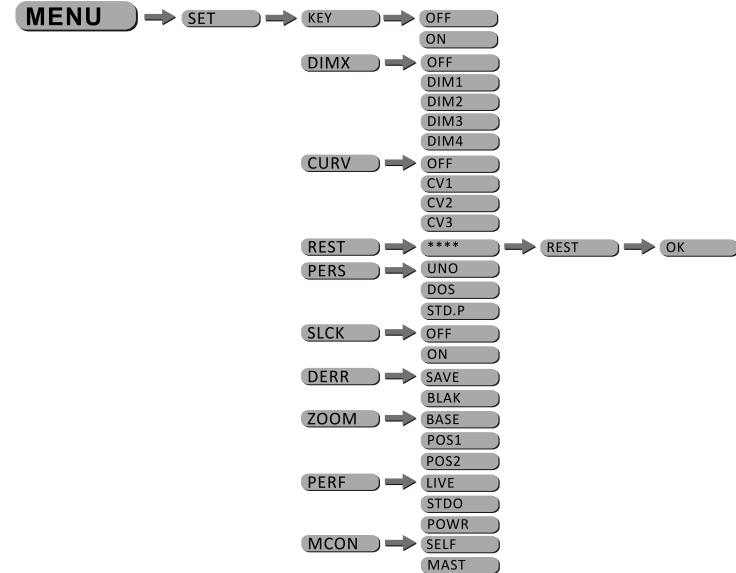 MENU SET KEY OFF
ON
DIMX OFF
DIM1
DIM2
DIM3
DIM4
CURV OFF
CV1
CV2
CV3
REST **** REST OK
PERS UNO
DOS
STD.P
SLCK OFF
ON
DERR SAVE
BLAK
ZOOM BASE
POS1
POS2
PERF LIVE
STDO
POWR
MCON SELF
MAST